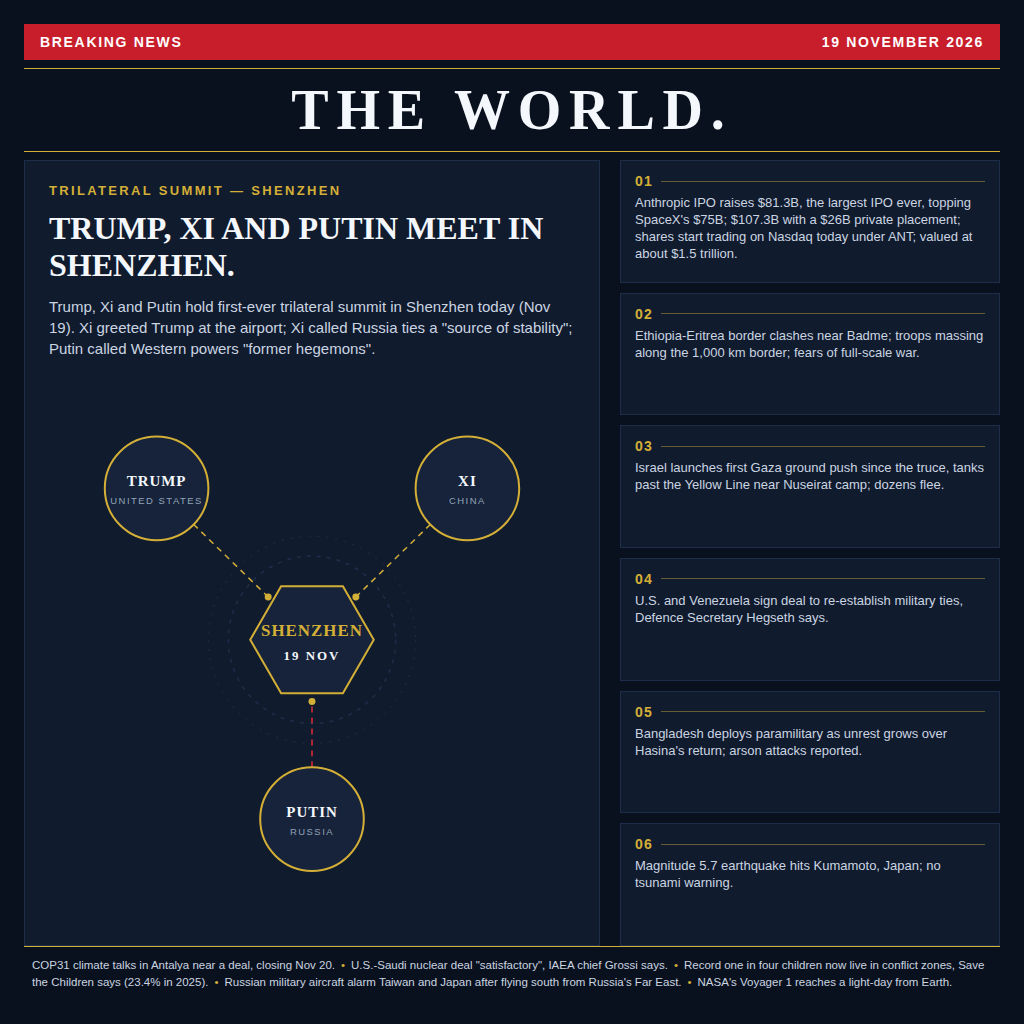 BREAKING NEWS
19 NOVEMBER 2026
THE WORLD.
TRILATERAL SUMMIT — SHENZHEN
TRUMP, XI AND PUTIN MEET IN
SHENZHEN.
Trump, Xi and Putin hold first-ever trilateral summit in Shenzhen today (Nov
19). Xi greeted Trump at the airport; Xi called Russia ties a "source of stability";
Putin called Western powers "former hegemons".
TRUMP
UNITED STATES
XI
CHINA
SHENZHEN
19 NOV
PUTIN
RUSSIA
01
Anthropic IPO raises $81.3B, the largest IPO ever, topping
SpaceX's $75B; $107.3B with a $26B private placement;
shares start trading on Nasdaq today under ANT; valued at
about $1.5 trillion.
02
Ethiopia-Eritrea border clashes near Badme; troops massing
along the 1,000 km border; fears of full-scale war.
03
Israel launches first Gaza ground push since the truce, tanks
past the Yellow Line near Nuseirat camp; dozens flee.
04
U.S. and Venezuela sign deal to re-establish military ties,
Defence Secretary Hegseth says.
05
Bangladesh deploys paramilitary as unrest grows over
Hasina's return; arson attacks reported.
06
Magnitude 5.7 earthquake hits Kumamoto, Japan; no
tsunami warning.
COP31 climate talks in Antalya near a deal, closing Nov 20. • U.S.-Saudi nuclear deal "satisfactory", IAEA chief Grossi says. • Record one in four children now live in conflict zones, Save
the Children says (23.4% in 2025). • Russian military aircraft alarm Taiwan and Japan after flying south from Russia's Far East. • NASA's Voyager 1 reaches a light-day from Earth.